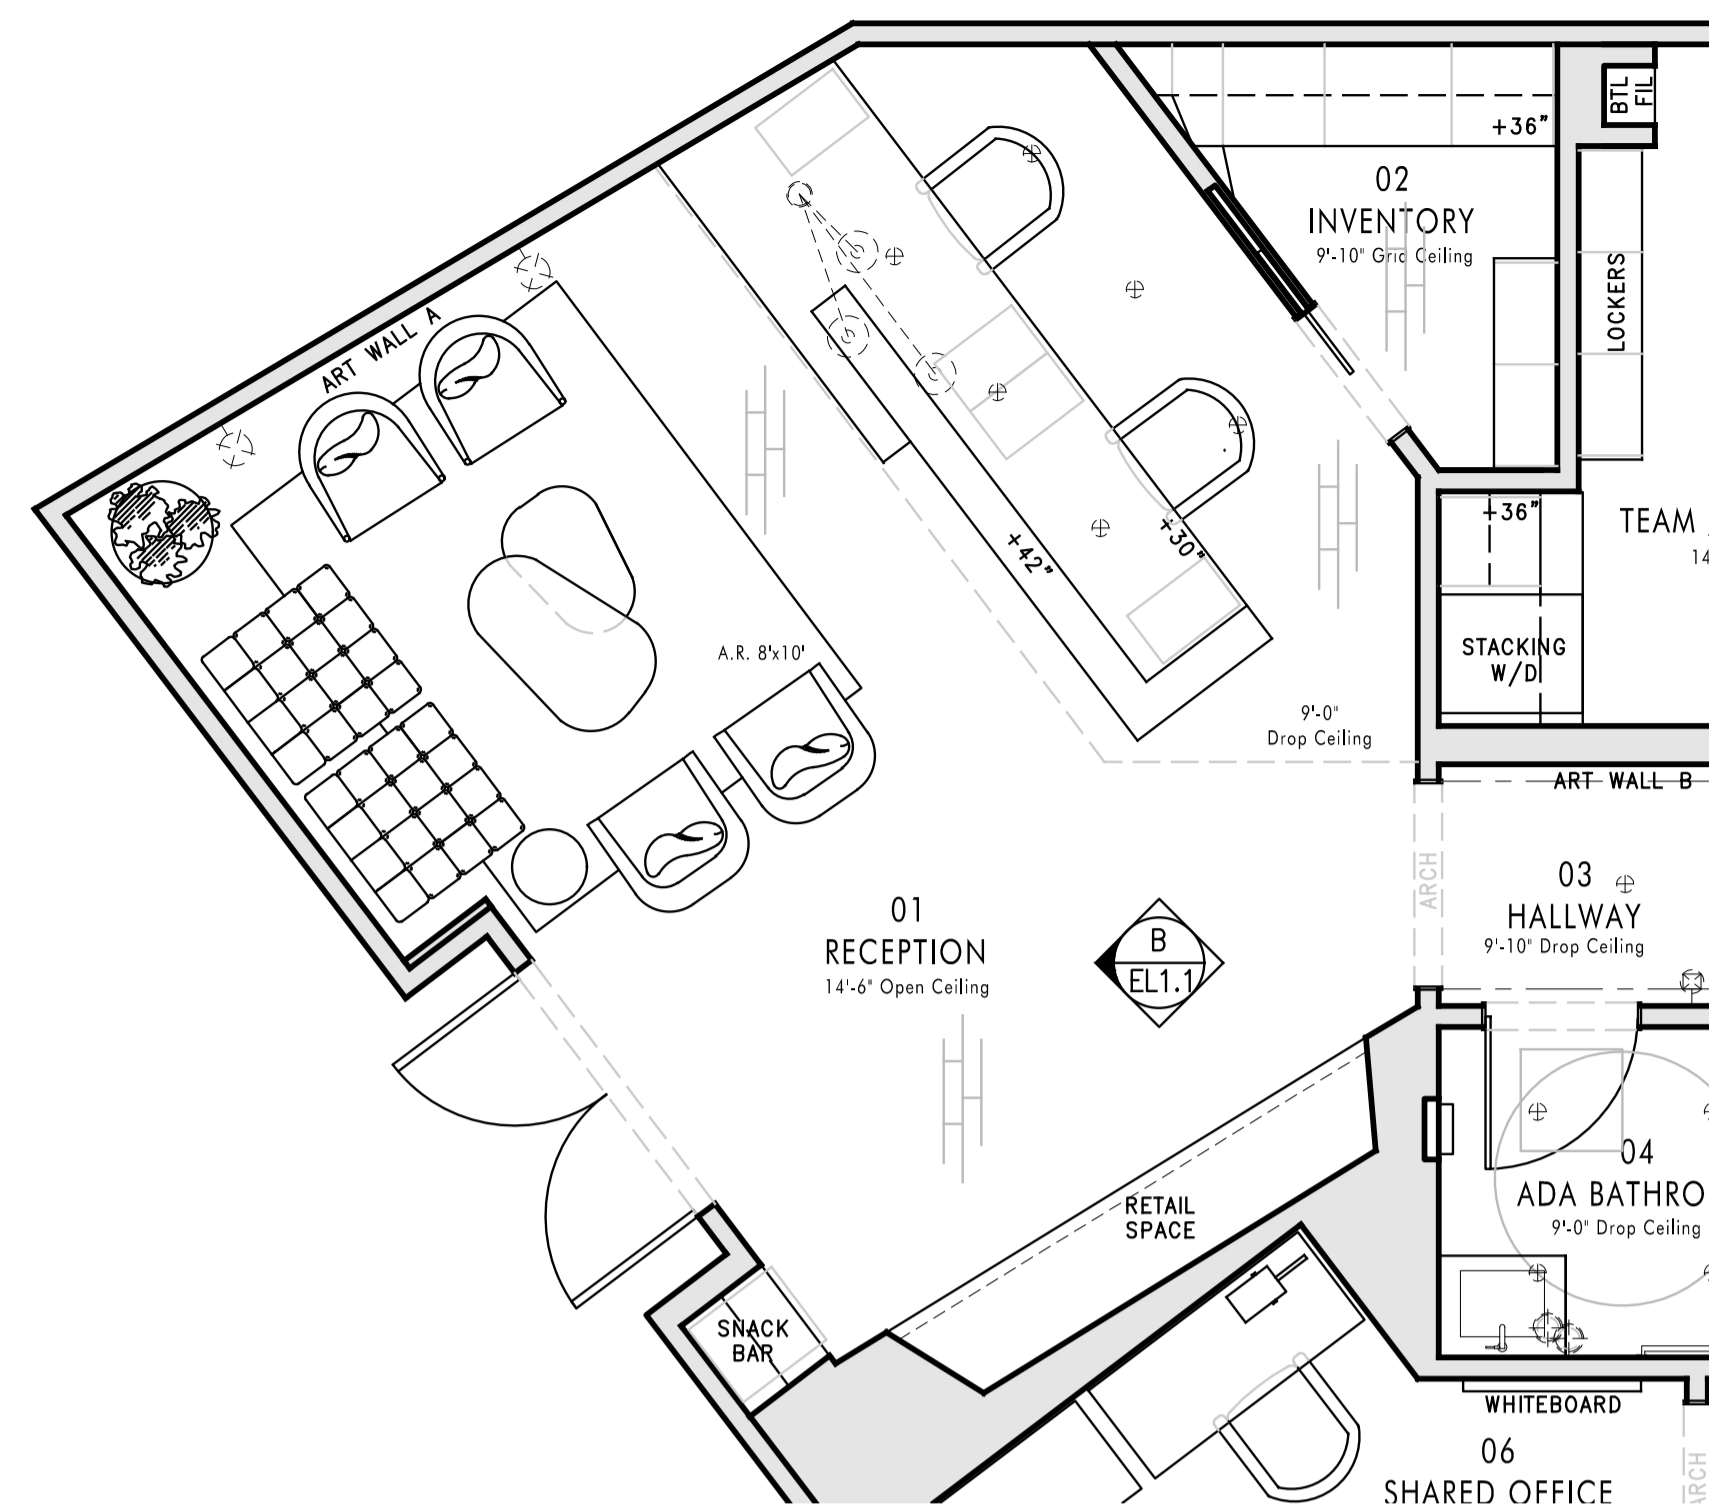 BTL
FIL
+36"
02
INVENTORY
9'-10" Grid Ceiling
LOCKERS
ART WALL A
+36"
TEAM
14
+42"
+30"
STACKING
W/D
A.R. 8'x10'
9'-0"
Drop Ceiling
ART WALL B
ARCH
03
HALLWAY
9'-10" Drop Ceiling
01
RECEPTION
14'-6" Open Ceiling
B
EL1.1
04
ADA BATHRO
9'-0" Drop Ceiling
RETAIL
SPACE
SNACK
BAR
WHITEBOARD
06
SHARED OFFICE
ARCH